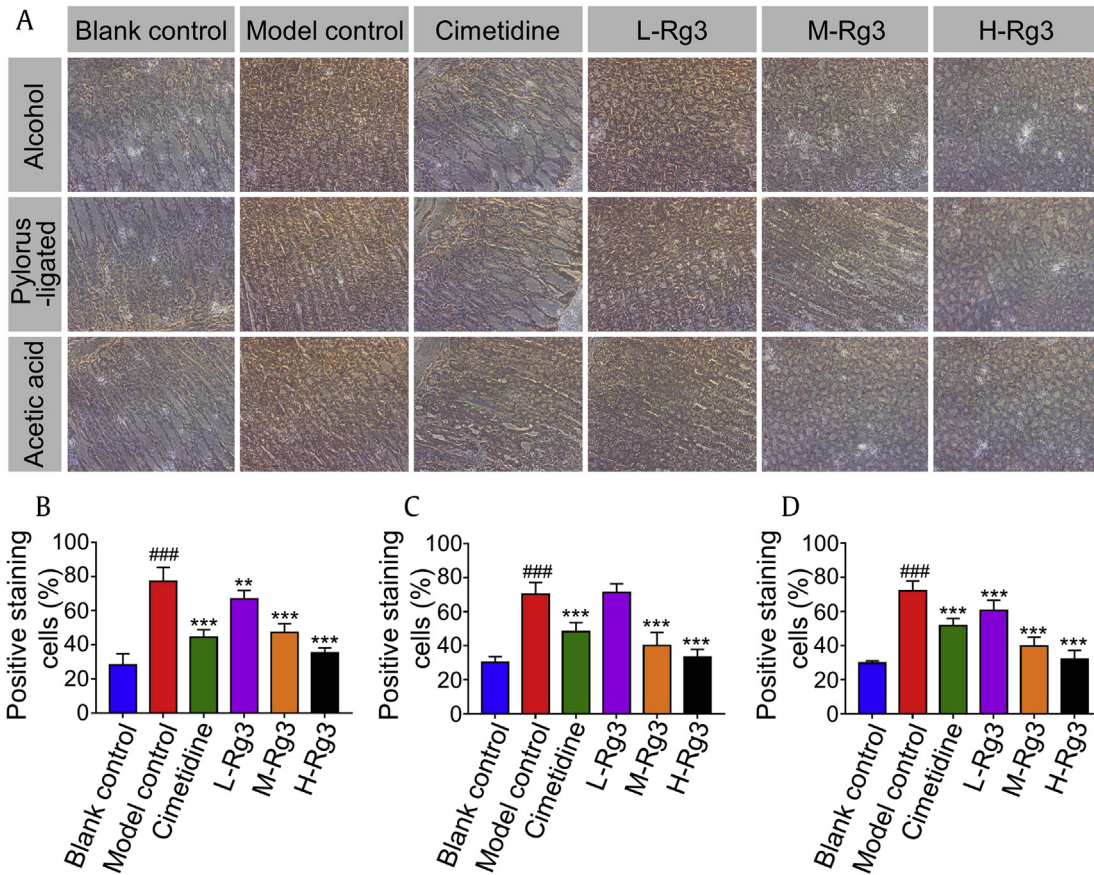 A
Blank control
Model control
Cimetidine
L-Rg3
M-Rg3
H-Rg3
Alcohol
Pylorus
-ligated
Acetic acid
B
Positive staining
cells (%)
100
80
60
40
20
0
###
***
**
***
***
Blank control
Model control
Cimetidine
L-Rg3
M-Rg3
H-Rg3
C
Positive staining
cells (%)
100
80
60
40
20
0
###
***
***
***
Blank control
Model control
Cimetidine
L-Rg3
M-Rg3
H-Rg3
D
Positive staining
cells (%)
100
80
60
40
20
0
###
***
***
***
***
Blank control
Model control
Cimetidine
L-Rg3
M-Rg3
H-Rg3